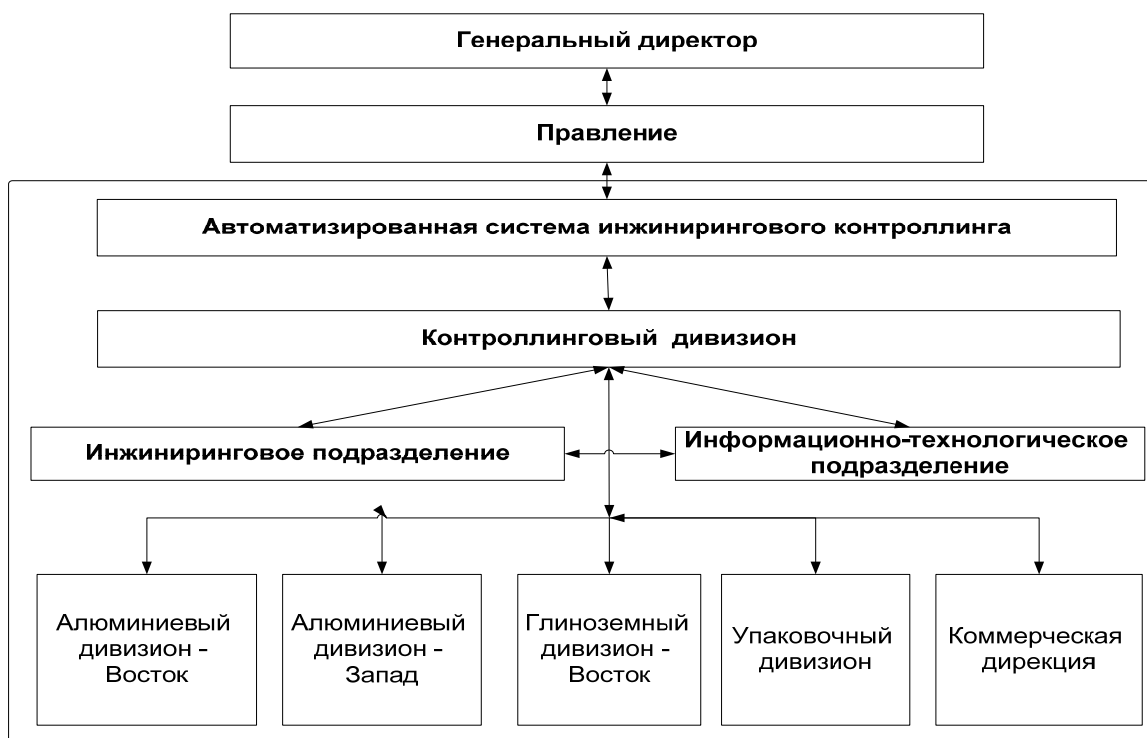 Генеральный директор
Правление
Автоматизированная система инжинирингового контроллинга
Контроллинговый дивизион
Инжиниринговое подразделение
Информационно-технологическое
подразделение
Алюминиевый
дивизион -
Восток
Алюминиевый
дивизион -
Запад
Глиноземный
дивизион -
Восток
Упаковочный
дивизион
Коммерческая
дирекция